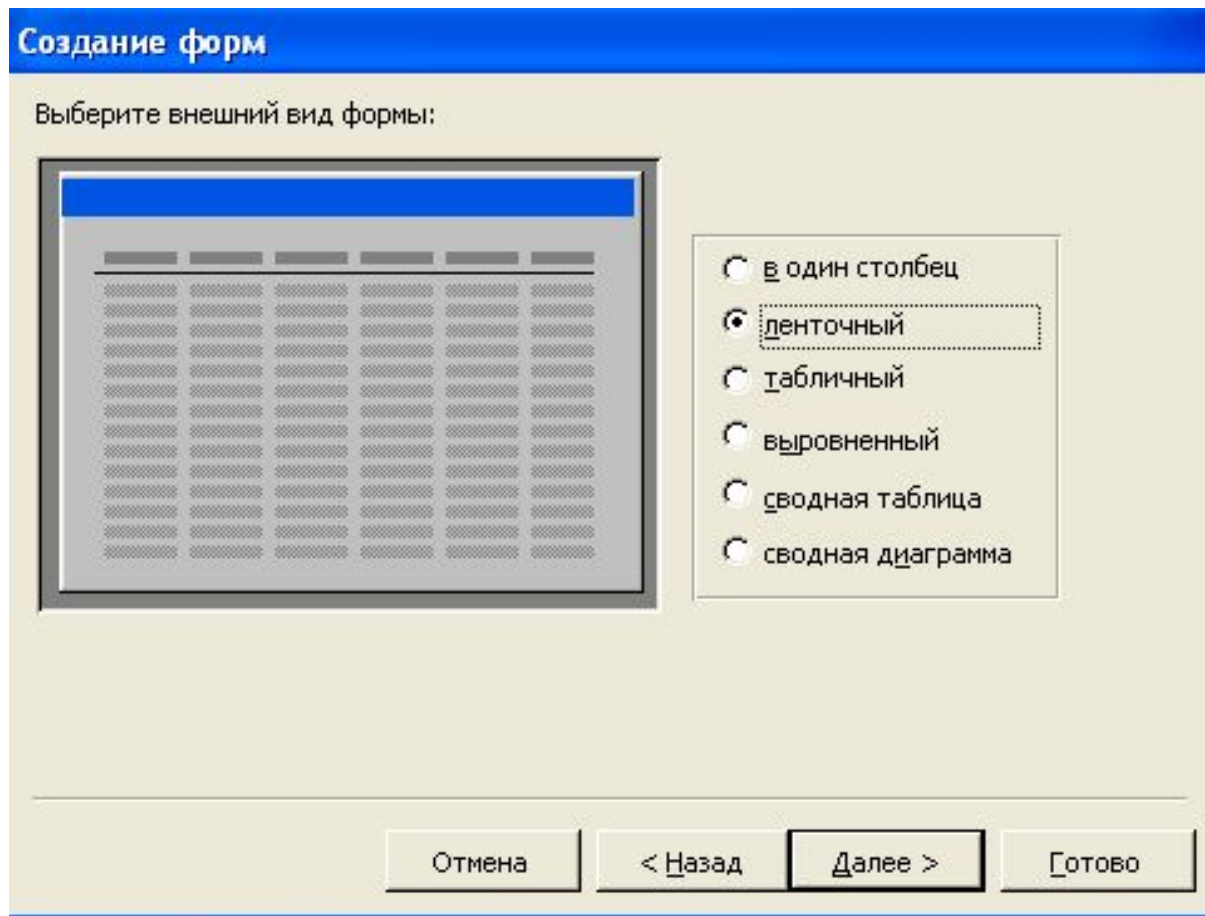 Создание форм
Выберите внешний вид формы:
в один столбец
ленточный
табличный
выровненный
сводная таблица
сводная диаграмма
Отмена
< Назад
Далее >
Готово